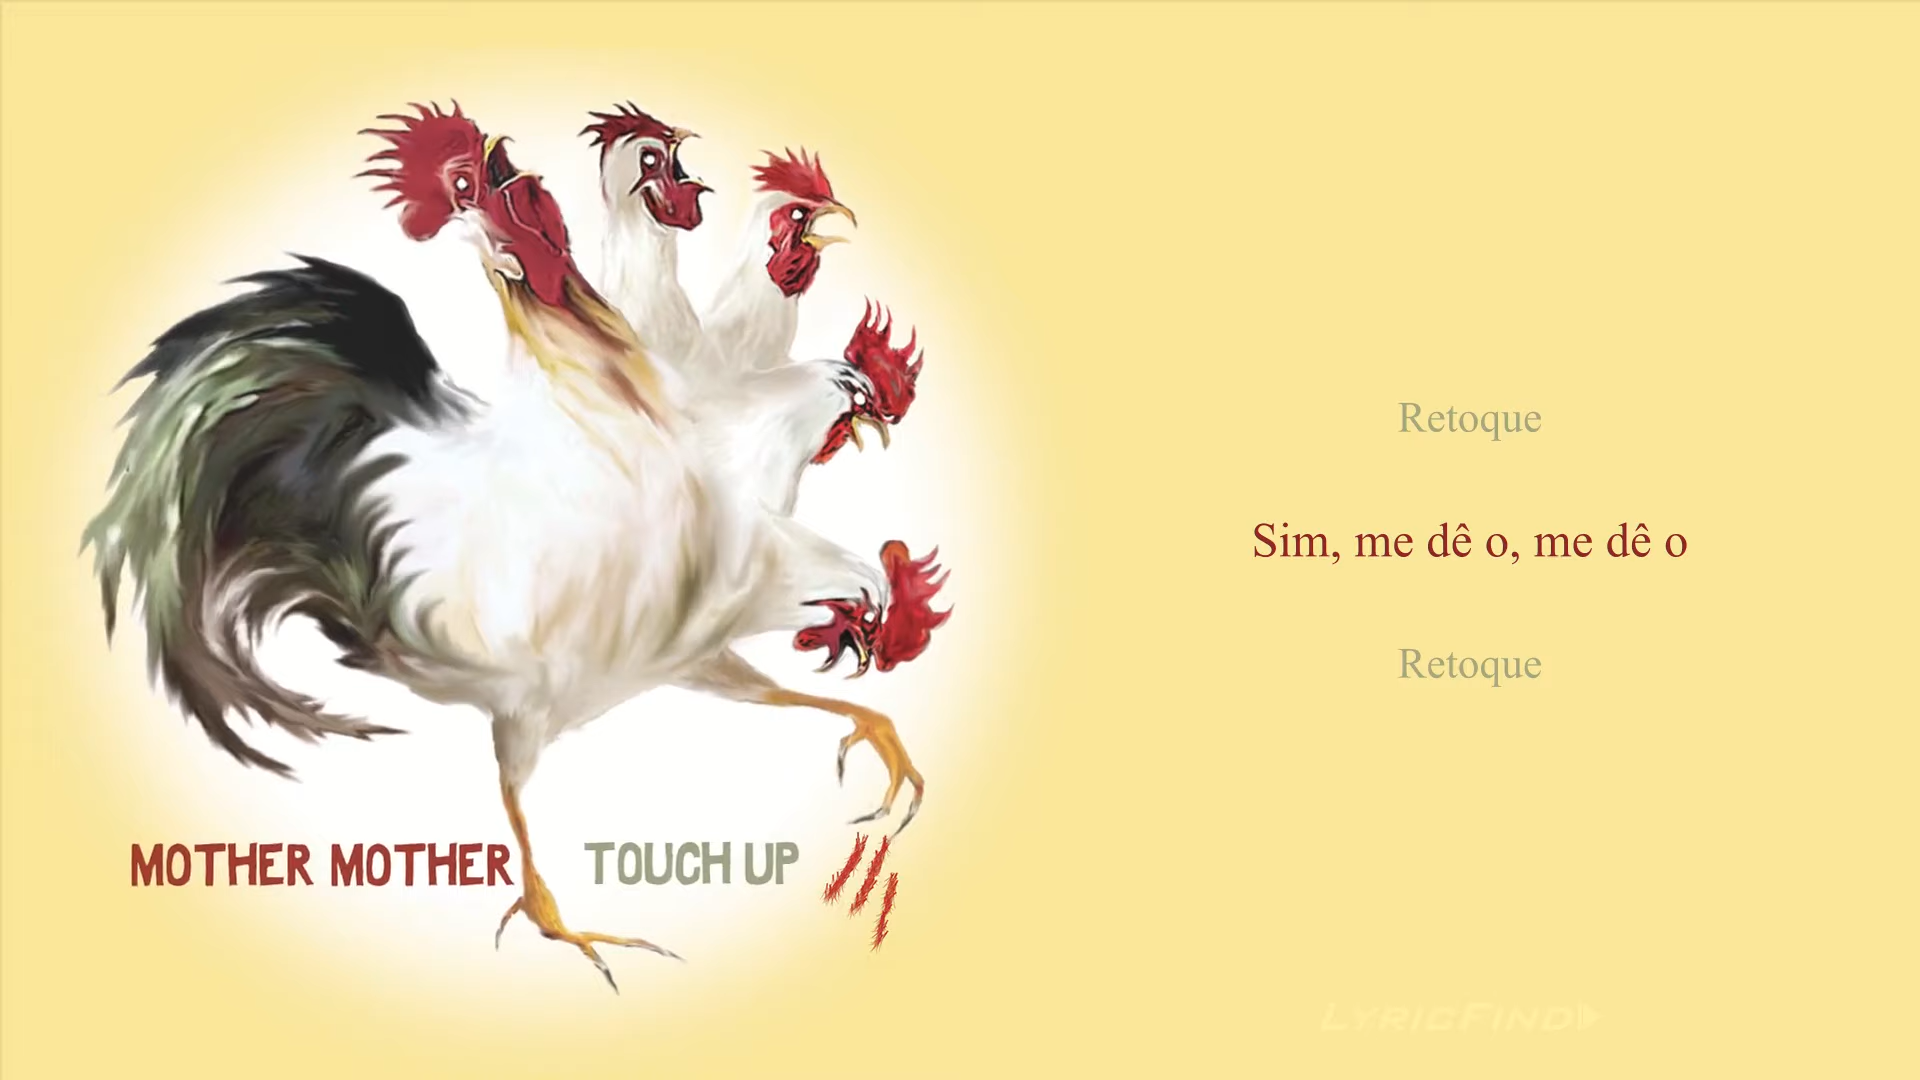 Retoque
Sim, me dê o, me dê o
Retoque
MOTHER MOTHER TOUCH UP
LYRICFIND